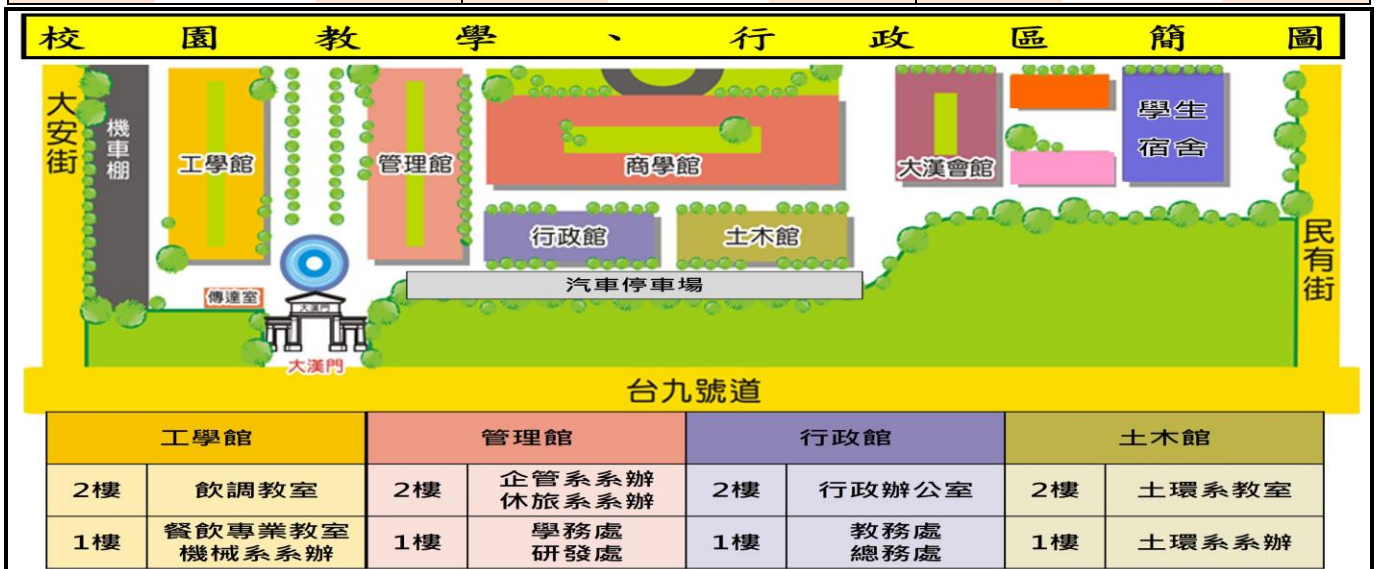 校園教學、行政區簡圖
大安街
機車棚
工學館
管理館
商學館
大漢會館
學生
宿舍
行政館
土木館
民有街
汽車停車場
傳達室
大漢門
大漢門
台九號道
工學館 管理館 行政館 土木館
2樓 飲調教室 2樓 企管系系辦
休旅系系辦 2樓 行政辦公室 2樓 土環系教室
1樓 餐飲專業教室
機械系系辦 1樓 學務處
研發處 1樓 教務處
總務處 1樓 土環系系辦